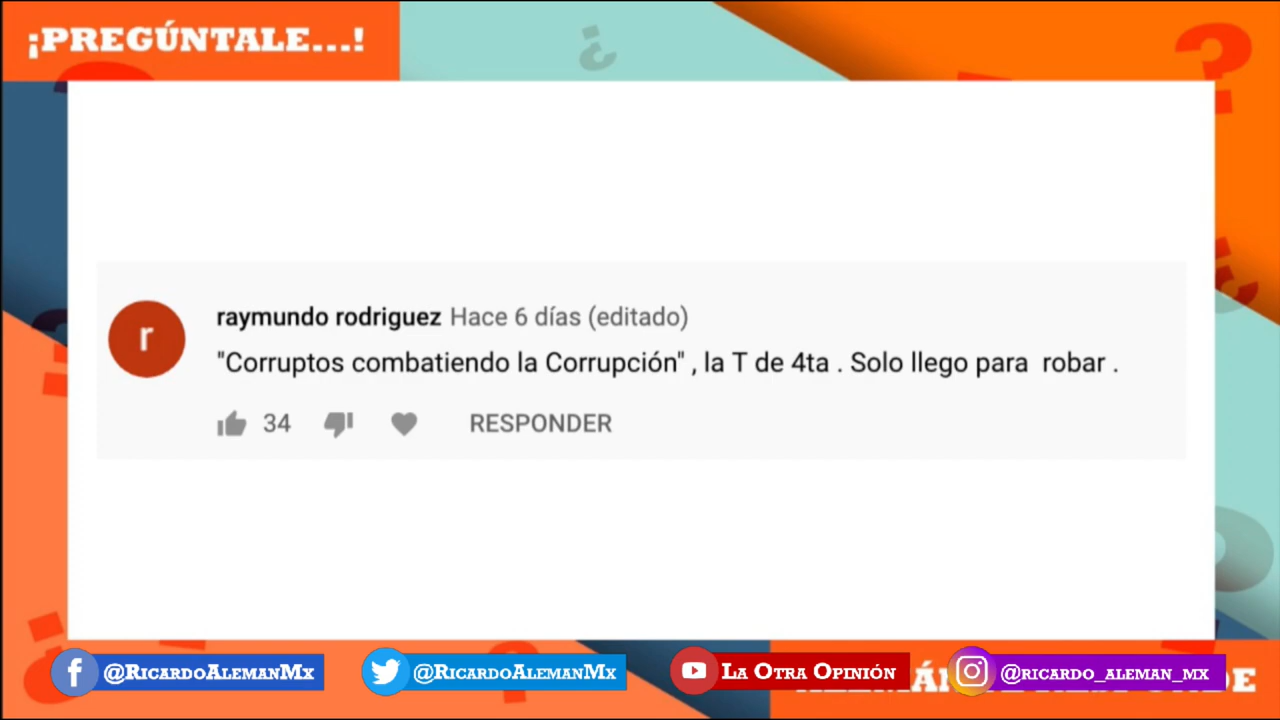 ¡PREGÚNTALE...!
r
raymundo rodriguez Hace 6 días (editado)
"Corruptos combatiendo la Corrupción" , la T de 4ta . Solo llego para robar .
34
RESPONDER
@RicardoAlemanMx
@RicardoAlemanMx
La Otra Opinión
@ricardo_aleman_mx